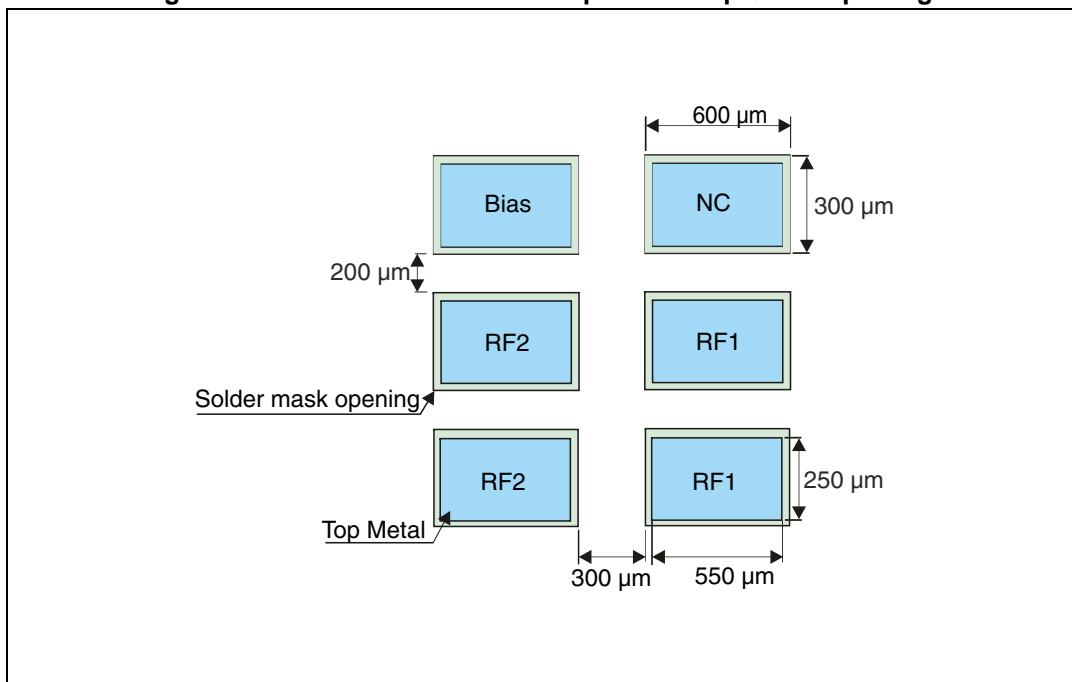 600 µm
Bias
NC
300 µm
200 µm
RF2
RF1
Solder mask opening
RF2
RF1
250 µm
Top Metal
300 µm
550 µm